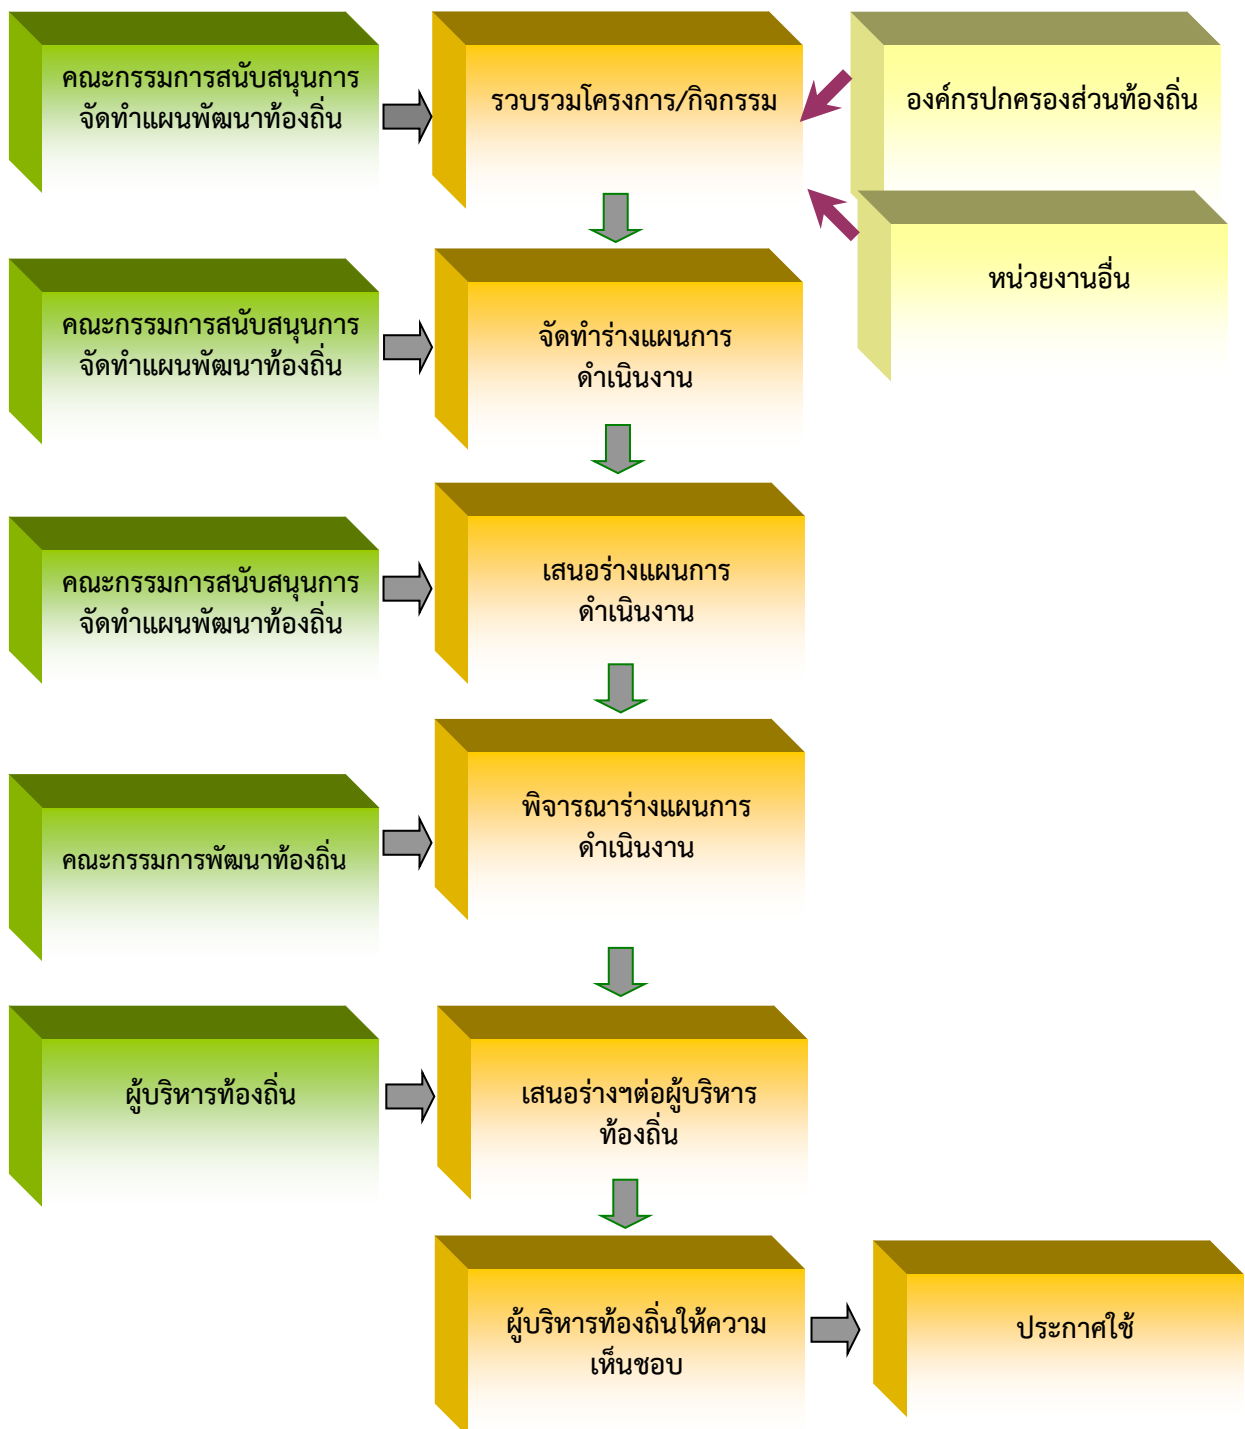 คณะกรรมการสนับสนุนการ
จัดทำแผนพัฒนาท้องถิ่น
รวบรวมโครงการ/กิจกรรม
องค์กรปกครองส่วนท้องถิ่น
หน่วยงานอื่น
คณะกรรมการสนับสนุนการ
จัดทำแผนพัฒนาท้องถิ่น
จัดทำร่างแผนการ
ดำเนินงาน
คณะกรรมการสนับสนุนการ
จัดทำแผนพัฒนาท้องถิ่น
เสนอร่างแผนการ
ดำเนินงาน
คณะกรรมการพัฒนาท้องถิ่น
พิจารณาร่างแผนการ
ดำเนินงาน
ผู้บริหารท้องถิ่น
เสนอร่างฯต่อผู้บริหาร
ท้องถิ่น
ผู้บริหารท้องถิ่นให้ความ
เห็นชอบ
ประกาศใช้